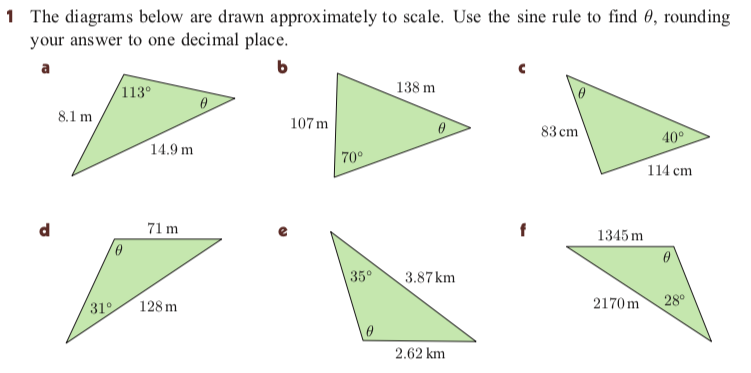 1 The diagrams below are drawn approximately to scale. Use the sine rule to find θ, rounding
your answer to one decimal place.
a
113°
θ
8.1 m
14.9 m
b
138 m
107 m
θ
70°
c
θ
83 cm
40°
114 cm
d
71 m
θ
31°
128 m
e
35°
3.87 km
θ
2.62 km
f
1345 m
θ
2170 m
28°